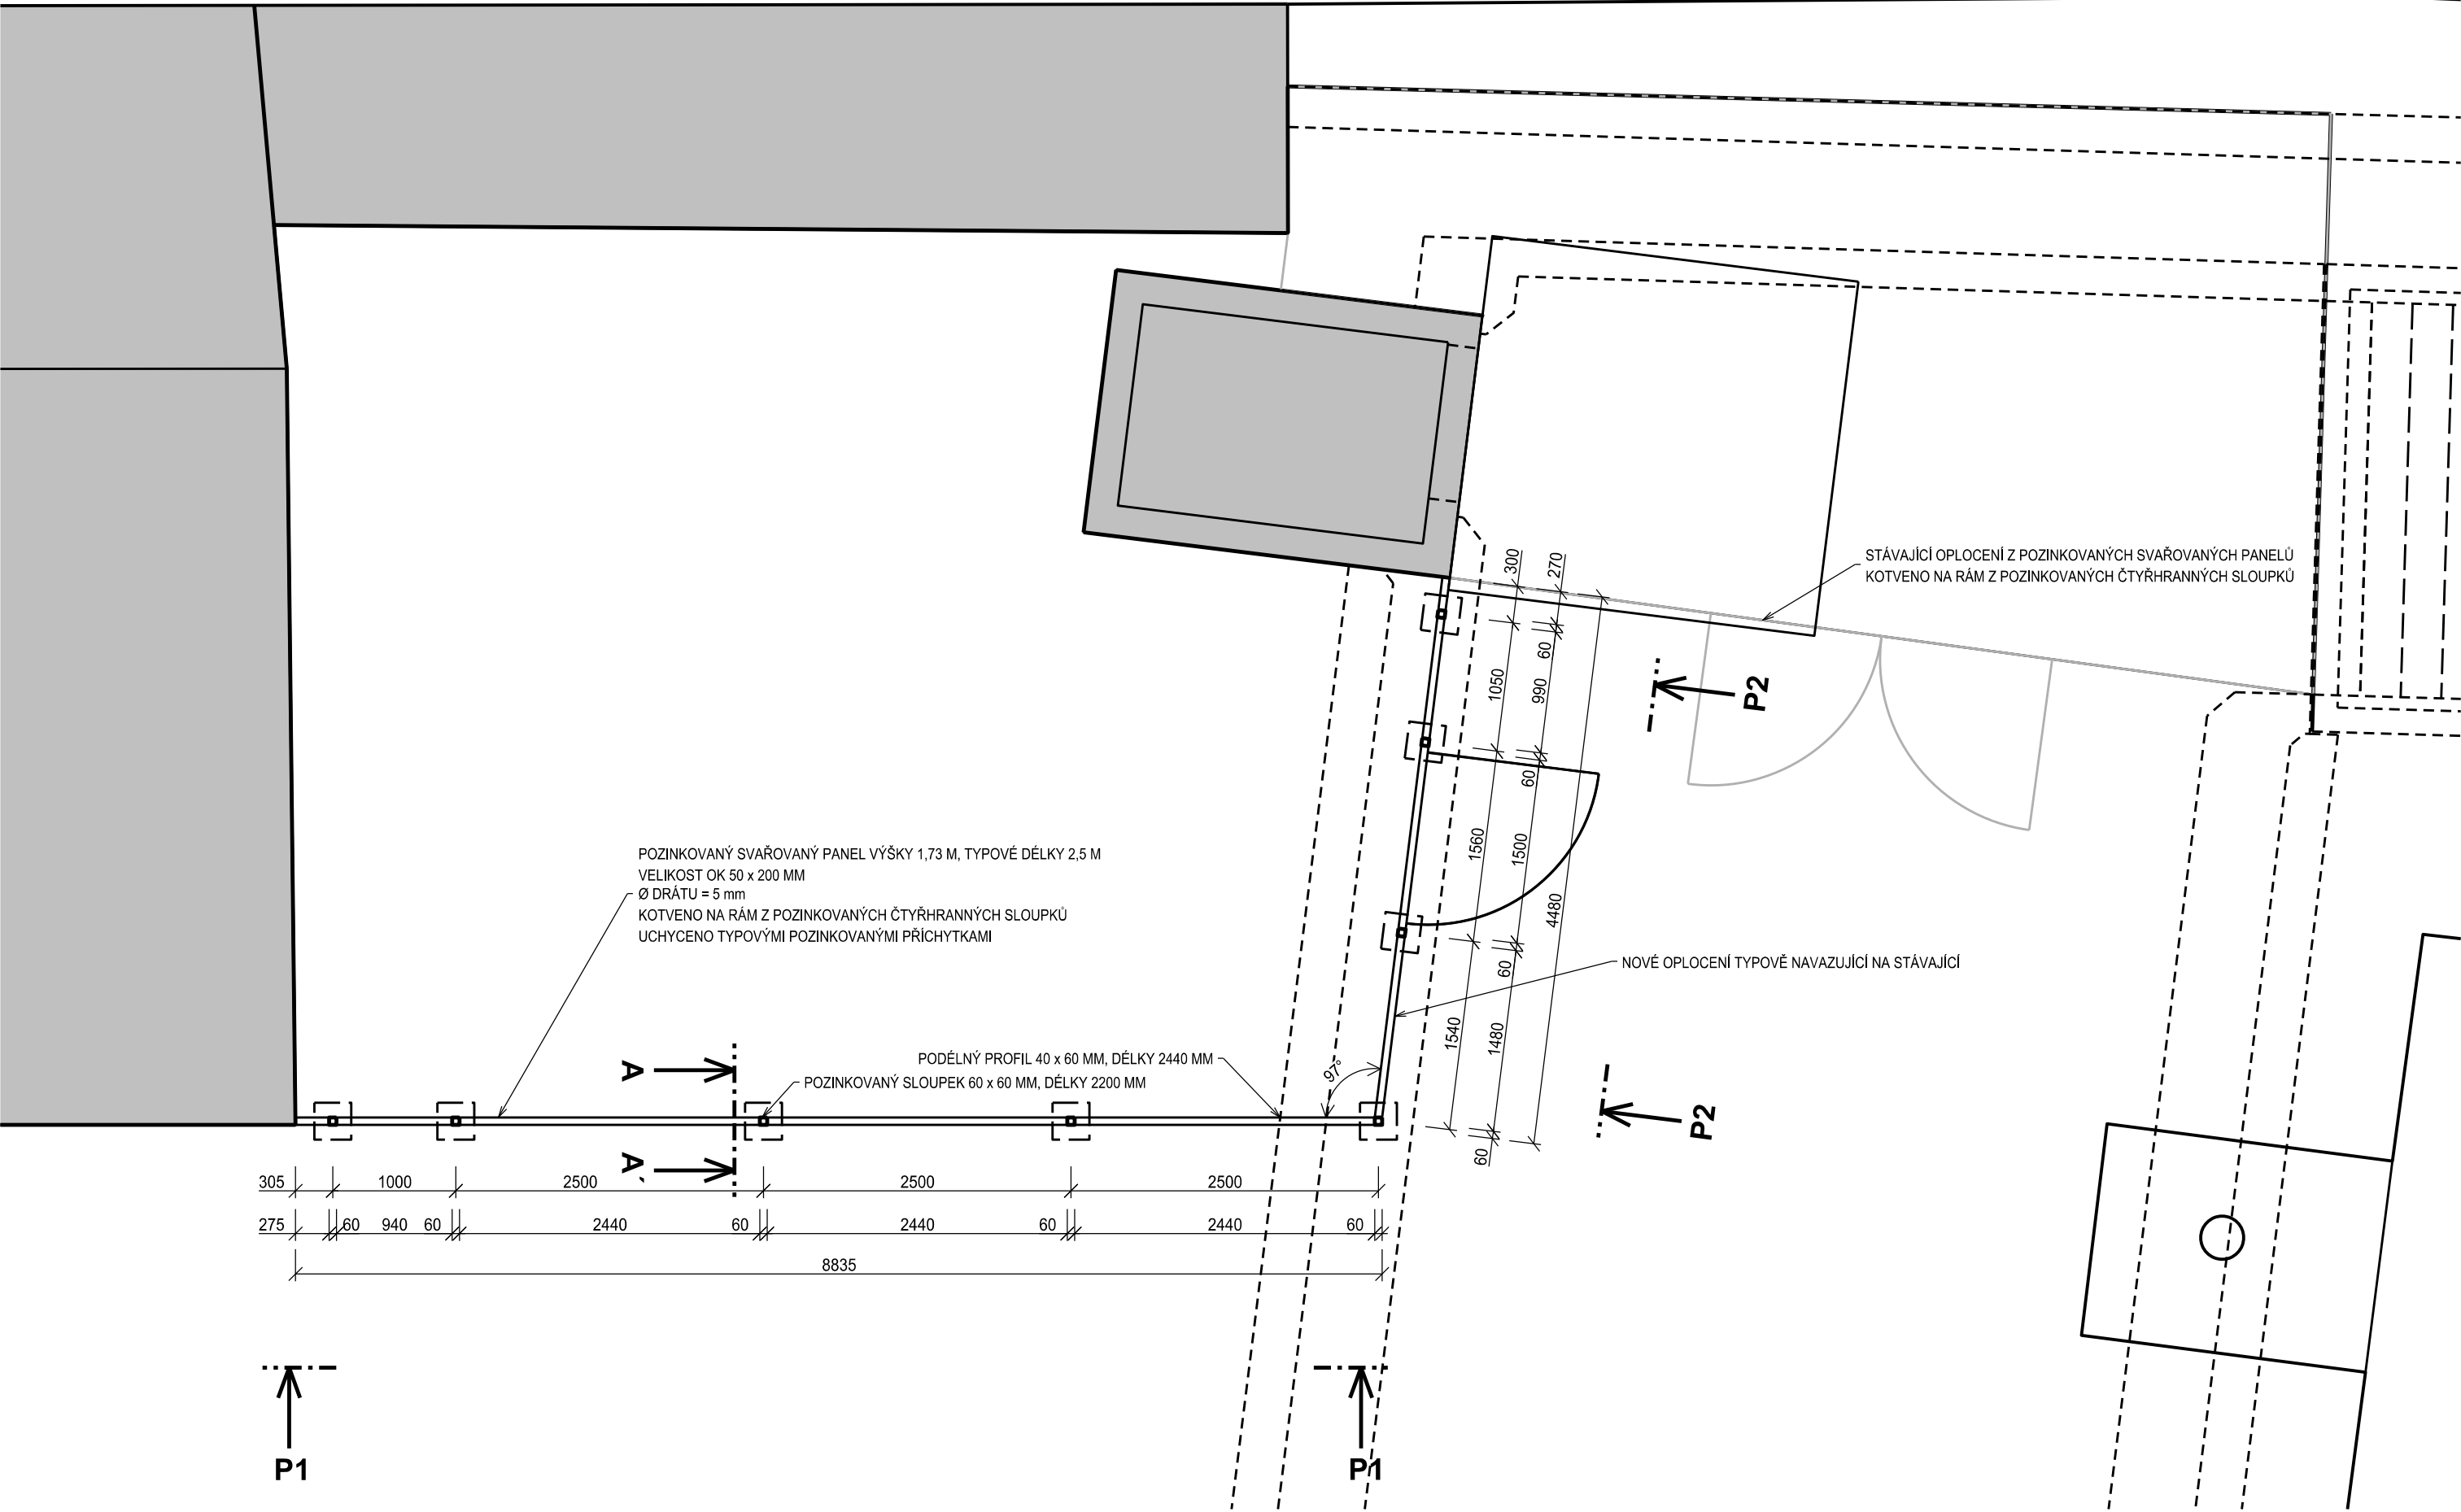 STÁVAJÍCÍ OPLOCENÍ Z POZINKOVANÝCH SVAŘOVANÝCH PANELŮ
KOTVENO NA RÁM Z POZINKOVANÝCH ČTYŘHRANNÝCH SLOUPKŮ
300
270
60
1050
990
P2
60
1560
1500
4480
POZINKOVANÝ SVAŘOVANÝ PANEL VÝŠKY 1,73 M, TYPOVÉ DÉLKY 2,5 M
VELIKOST OK 50 x 200 MM
Ø DRÁTU = 5 mm
KOTVENO NA RÁM Z POZINKOVANÝCH ČTYŘHRANNÝCH SLOUPKŮ
UCHYCENO TYPOVÝMI POZINKOVANÝMI PŘÍCHYTKAMI
60
NOVÉ OPLOCENÍ TYPOVĚ NAVAZUJÍCÍ NA STÁVAJÍCÍ
1540
1480
PODÉLNÝ PROFIL 40 x 60 MM, DÉLKY 2440 MM
POZINKOVANÝ SLOUPEK 60 x 60 MM, DÉLKY 2200 MM
97°
A
A'
60
P2
305 1000 2500 2500 2500
275 60 940 60 2440 60 2440 60 2440 60
8835
P1 P1